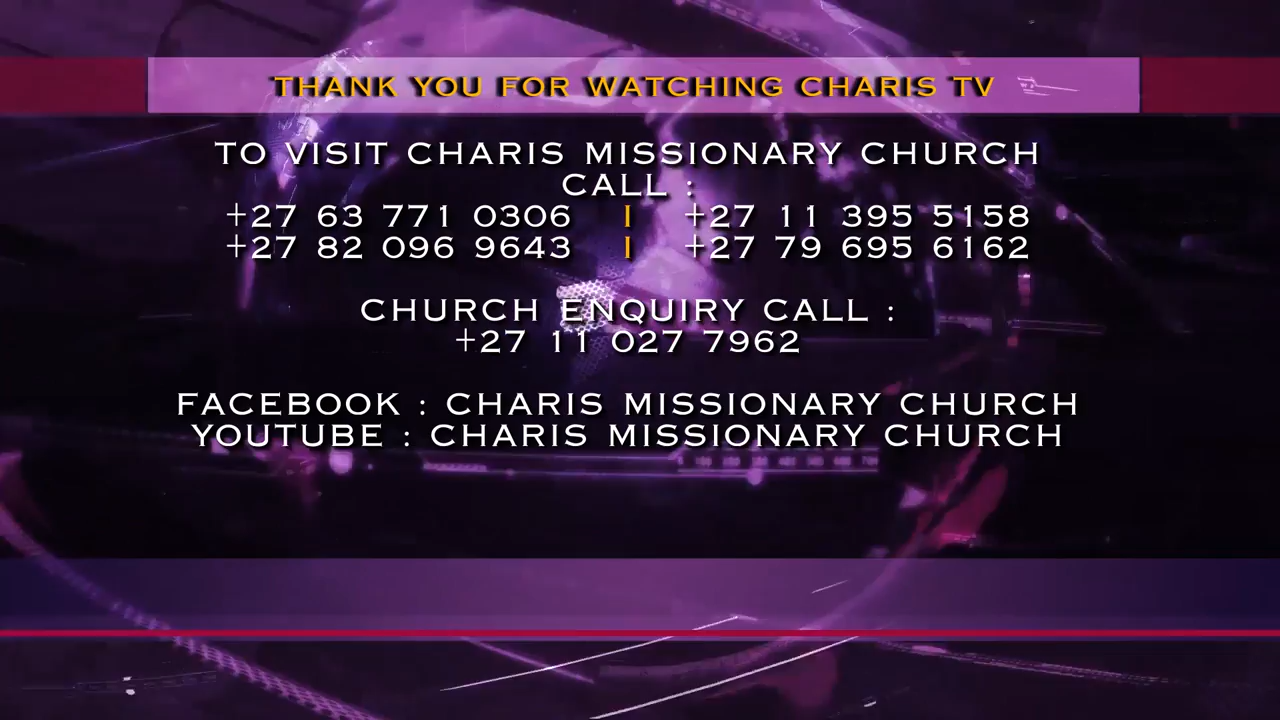 THANK YOU FOR WATCHING CHARIS TV
TO VISIT CHARIS MISSIONARY CHURCH
CALL :
+27 63 771 0306 | +27 11 395 5158
+27 82 096 9643 | +27 79 695 6162
CHURCH ENQUIRY CALL :
+27 11 027 7962
FACEBOOK : CHARIS MISSIONARY CHURCH
YOUTUBE : CHARIS MISSIONARY CHURCH